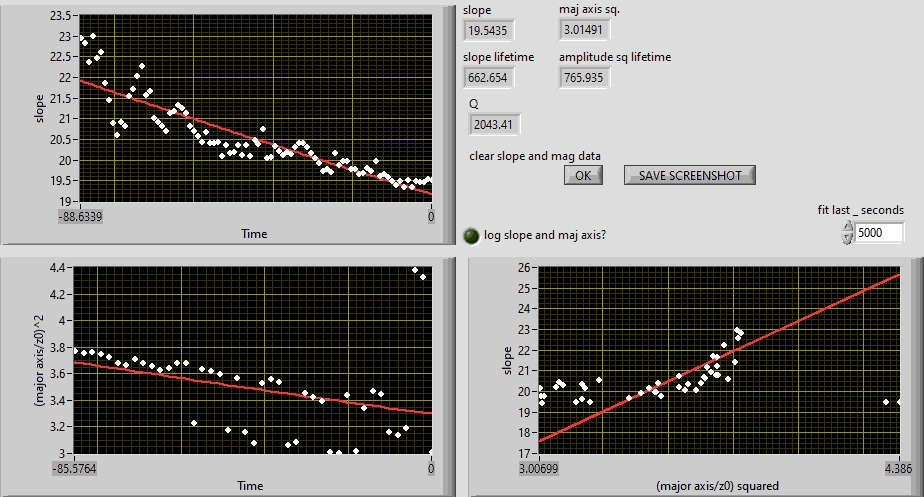 slope
19.5435
maj axis sq.
3.01491
slope lifetime
662.654
amplitude sq lifetime
765.935
Q
2043.41
clear slope and mag data
OK
SAVE SCREENSHOT
fit last _ seconds
5000
log slope and maj axis?
slope
23.5
23
22.5
22
21.5
21
20.5
20
19.5
19
-88.6339
0
Time
(major axis/z0)^2
4.4
4.2
4
3.8
3.6
3.4
3.2
3
-85.5764
0
Time
slope
26
25
24
23
22
21
20
19
18
17
3.00699
4.386
(major axis/z0) squared